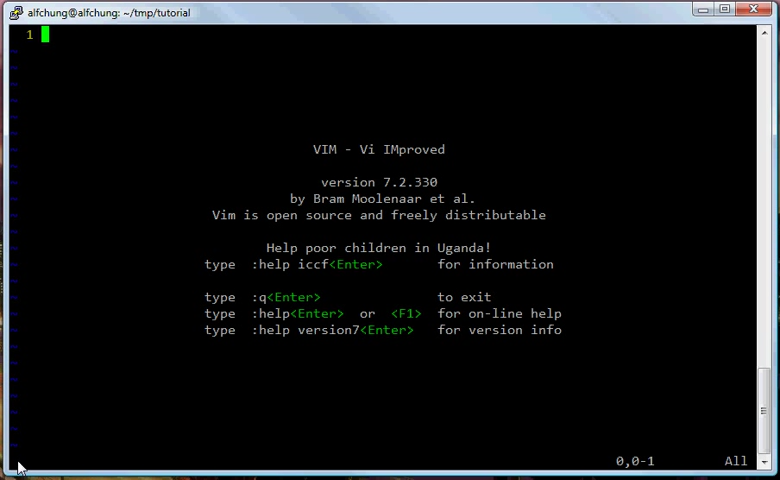 alfchung@alfchung: ~/tmp/tutorial
1
VIM - Vi IMproved
version 7.2.330
by Bram Moolenaar et al.
Vim is open source and freely distributable
Help poor children in Uganda!
type :help iccf<Enter> for information
type :q<Enter> to exit
type :help<Enter> or <F1> for on-line help
type :help version7<Enter> for version info
0,0-1 All